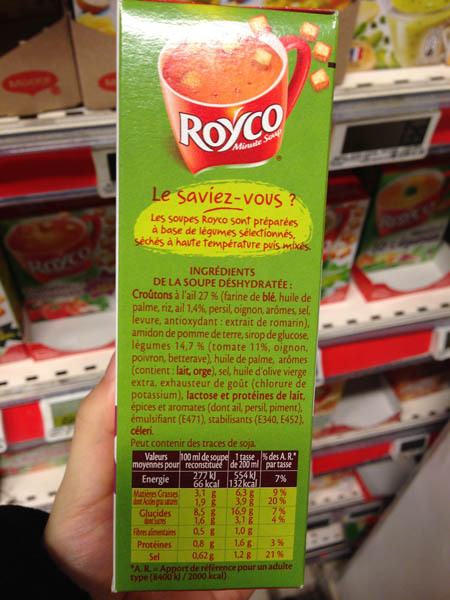 ROYCO
Minute Soup
Le saviez-vous ?
Les soupes Royco sont préparées
à base de légumes sélectionnés,
séchés à haute température puis mixés.
INGRÉDIENTS
DE LA SOUPE DÉSHYDRATÉE :
Croûtons à l'ail 27 % (farine de blé, huile de
palme, riz, ail 1,4%, persil, oignon, arômes, sel,
levure, antioxydant : extrait de romarin),
amidon de pomme de terre, sirop de glucose,
légumes 14,7 % (tomate 11%, oignon,
poivron, betterave), huile de palme, arômes
(contient : lait, orge), sel, huile d'olive vierge
extra, exhausteur de goût (chlorure de
potassium), lactose et protéines de lait,
épices et aromates (dont ail, persil, piment),
émulsifiant (E471), stabilisants (E340, E452),
céleri.
Peut contenir des traces de soja.
Valeurs moyennes pour 100 ml de soupe reconstituée 1 tasse de 200 ml % des A. R.* par tasse
Energie 277 kJ 66 kcal 554 kJ 132 kcal 7%
Matières Grasses 3,1 g 6,3 g 9 %
dont Acides gras saturés 1,9 g 3,9 g 20 %
Glucides 8,5 g 16,9 g 7 %
dont sucres 1,6 g 3,1 g 4 %
Fibres alimentaires 0,5 g 1,0 g
Protéines 0,8 g 1,6 g 3 %
Sel 0,62 g 1,2 g 21 %
*A. R. = Apport de référence pour un adulte
type (8400 kJ / 2000 kcal)